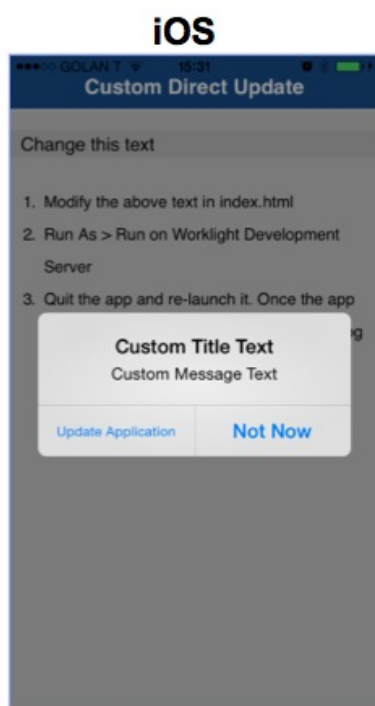 iOS
GOLAN T 15:31
Custom Direct Update
Change this text
1. Modify the above text in index.html
2. Run As > Run on Worklight Development
Server
3. Quit the app and re-launch it. Once the app
Custom Title Text
Custom Message Text
Update Application Not Now